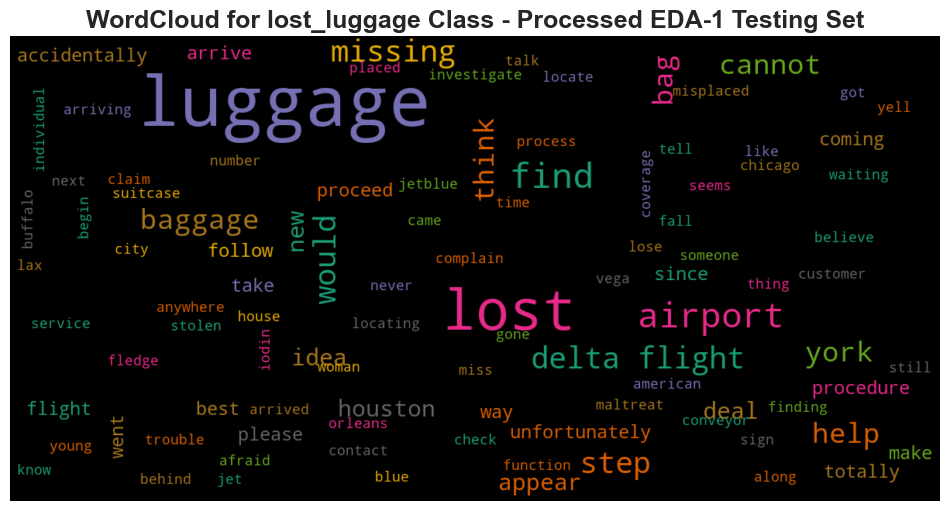 WordCloud for lost_luggage Class - Processed EDA-1 Testing Set
accidentally
arrive
missing
placed
talk
investigate
locate
bag
cannot
misplaced
got
yell
luggage
individual
arriving
think
process
find
number
tell
like
chicago
coming
waiting
coverage
seems
next
claim
suitcase
proceed
jetblue
time
buffalo
begin
baggage
new
would
came
fall
believe
city
follow
lose
someone
lax
complain
since
customer
take
never
vega
thing
anywhere
house
lost
airport
service
stolen
locating
gone
fledge
iodin
idea
woman
delta flight
york
miss
still
american
procedure
flight
best
arrived
houston
orleans
way
maltreat
deal
finding
conveyor
went
young
trouble
please
contact
check
unfortunately
sign
help
know
afraid
behind
jet
blue
function
step
appear
along
totally
make